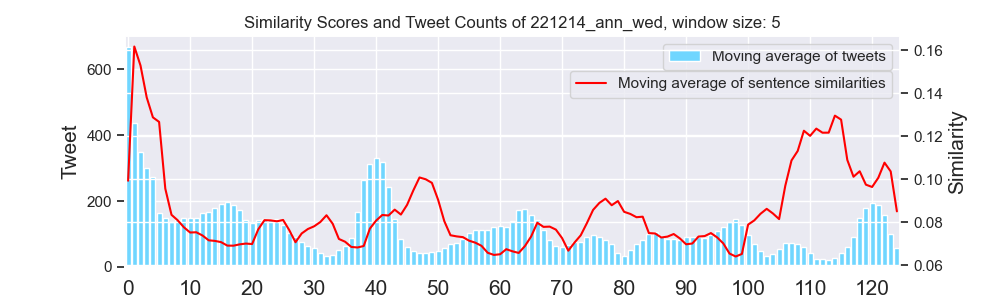 Similarity Scores and Tweet Counts of 221214_ann_wed, window size: 5
Moving average of tweets
Moving average of sentence similarities
Tweet
600
400
200
0
Similarity
0.16
0.14
0.12
0.10
0.08
0.06
0 10 20 30 40 50 60 70 80 90 100 110 120